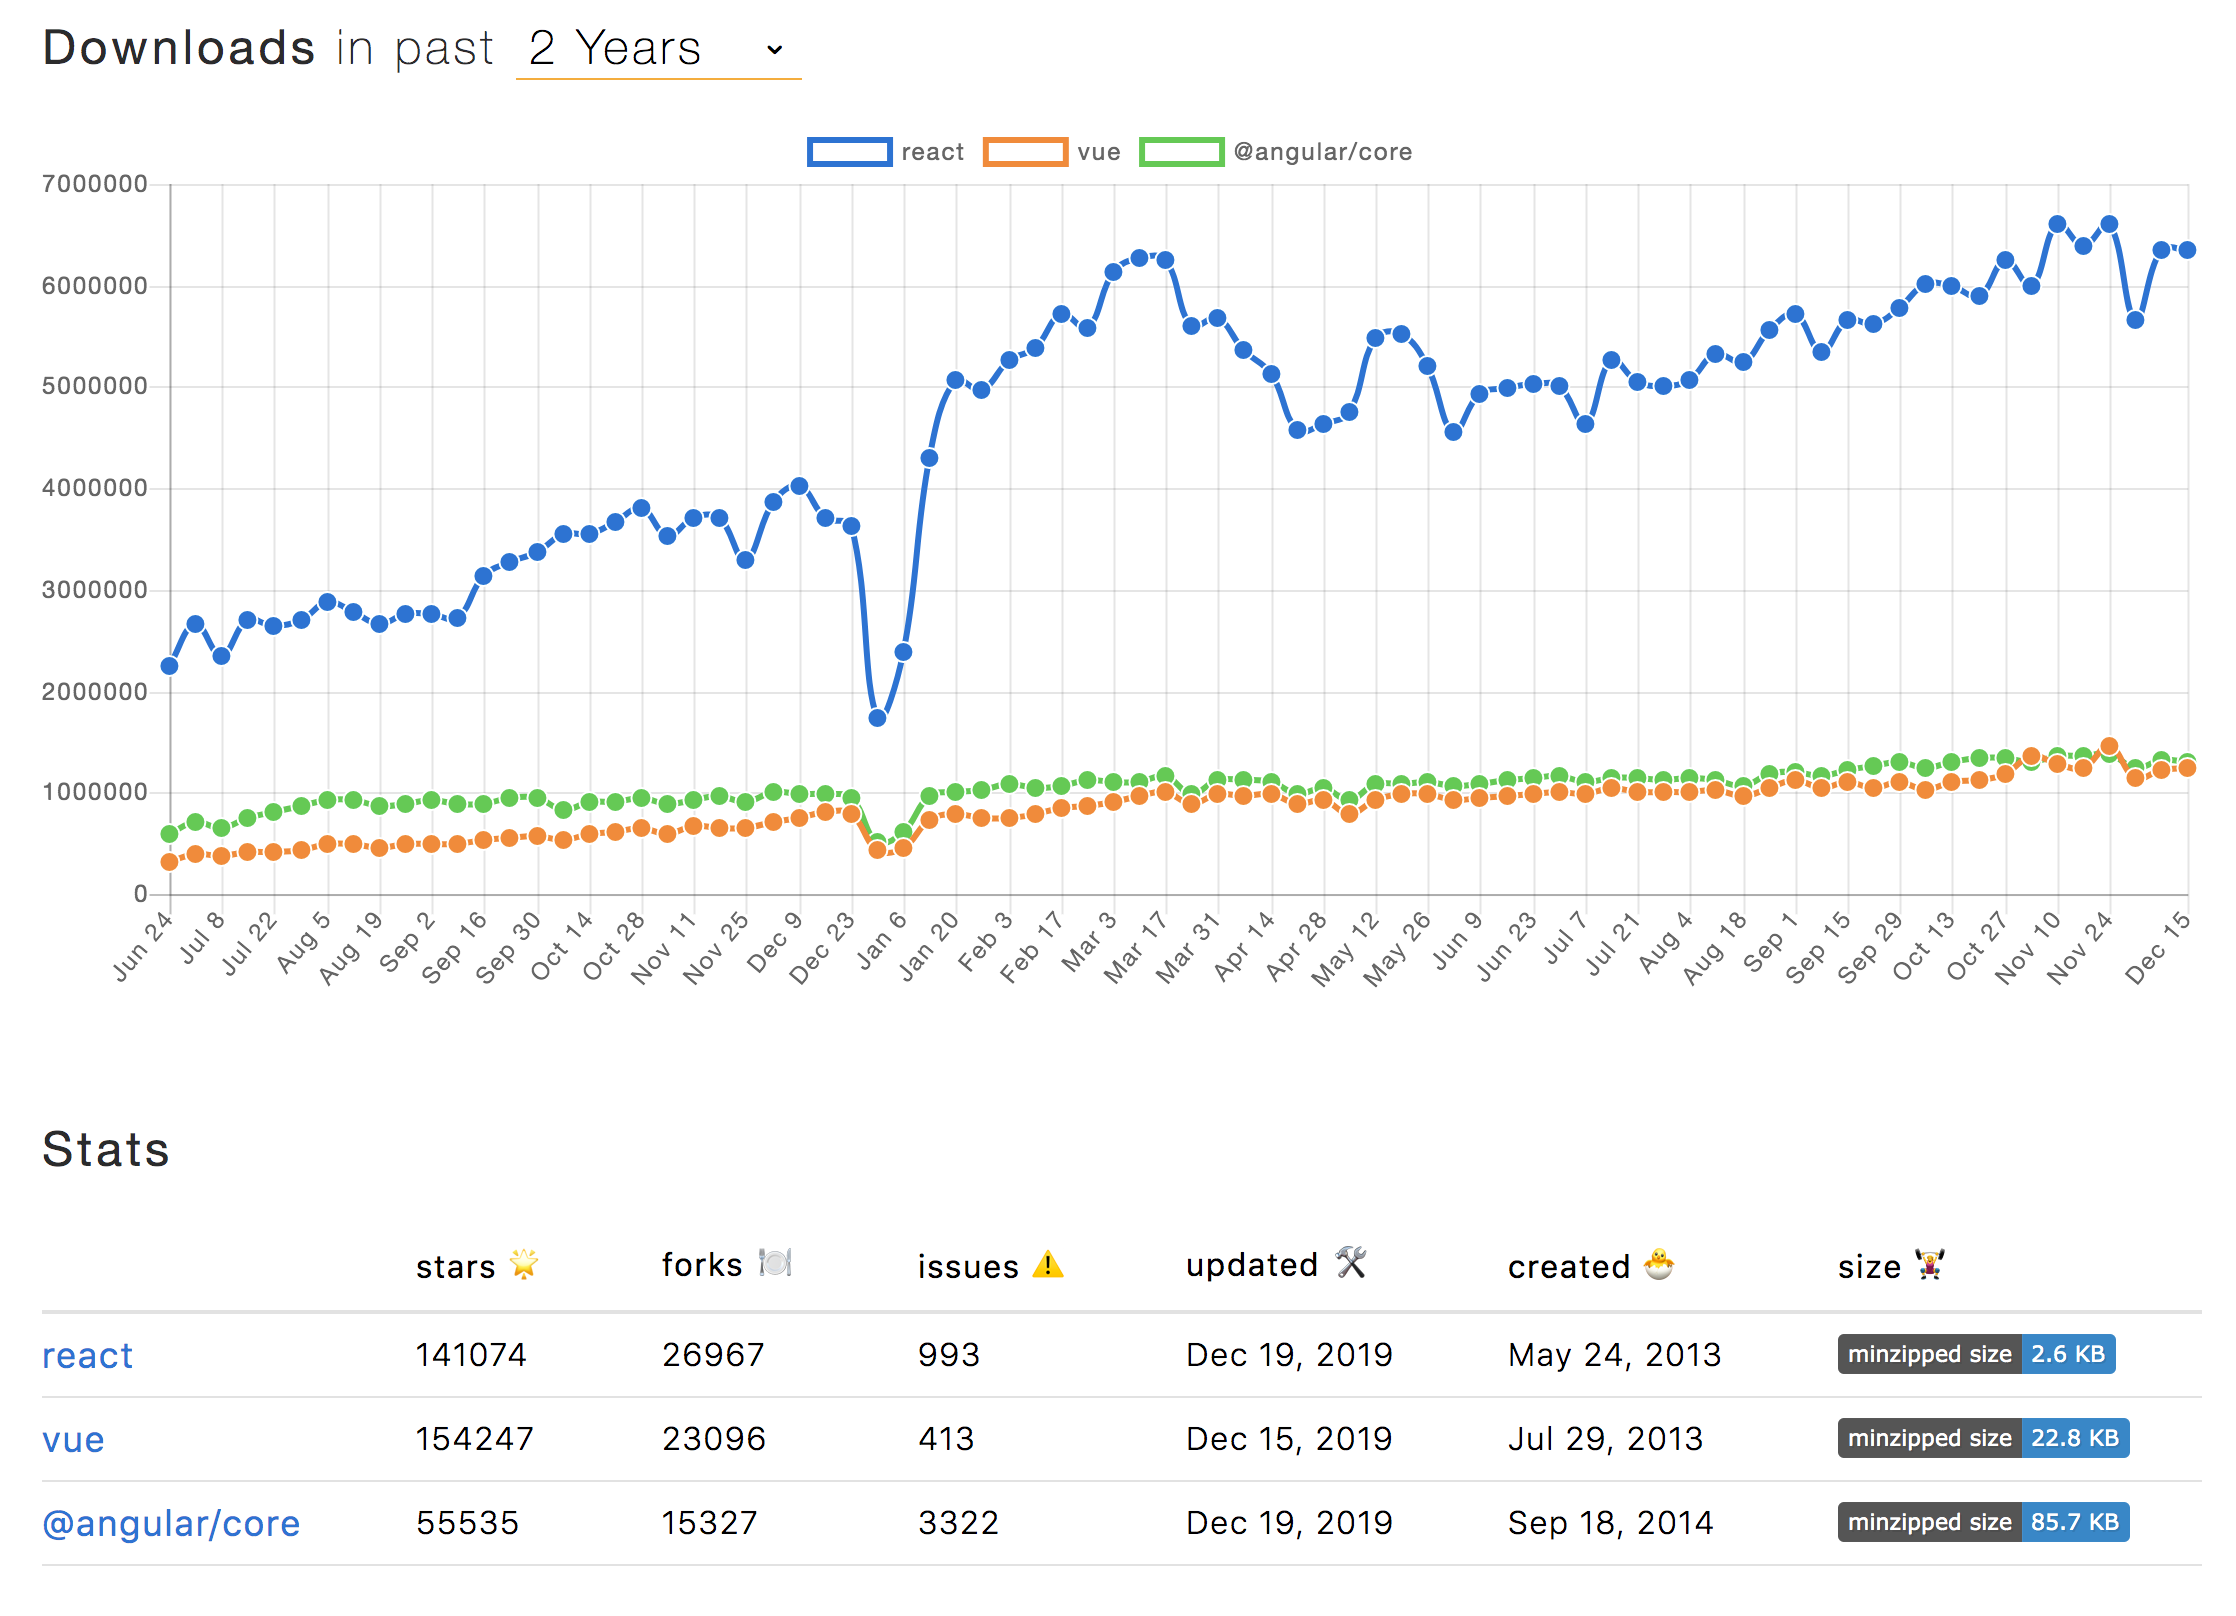 Downloads in past 2 Years
react vue @angular/core
7000000
6000000
5000000
4000000
3000000
2000000
1000000
0
Jun 24 Jul 8 Jul 22 Aug 5 Aug 19 Sep 2 Sep 16 Sep 30 Oct 14 Oct 28 Nov 11 Nov 25 Dec 9 Dec 23 Jan 6 Jan 20 Feb 3 Feb 17 Mar 3 Mar 17 Mar 31 Apr 14 Apr 28 May 12 May 26 Jun 9 Jun 23 Jul 7 Jul 21 Aug 4 Aug 18 Sep 1 Sep 15 Sep 29 Oct 13 Oct 27 Nov 10 Nov 24 Dec 15
Stats
stars 🌟 forks 🍽️ issues ⚠️ updated 🛠️ created 🐣 size 🏋️‍♀️
react 141074 26967 993 Dec 19, 2019 May 24, 2013 minzipped size 2.6 KB
vue 154247 23096 413 Dec 15, 2019 Jul 29, 2013 minzipped size 22.8 KB
@angular/core 55535 15327 3322 Dec 19, 2019 Sep 18, 2014 minzipped size 85.7 KB